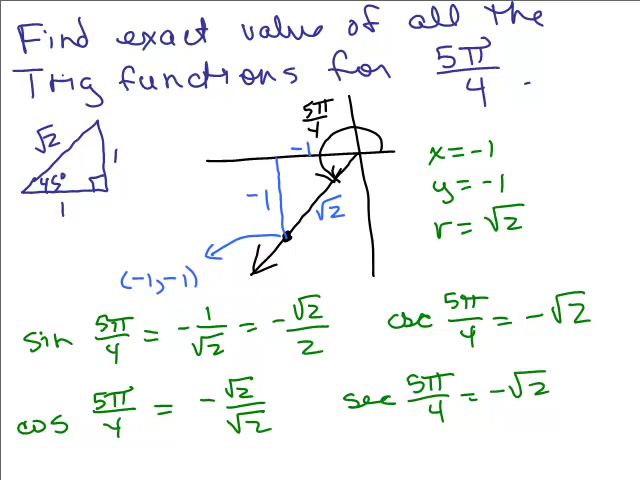 Find exact value of all the
Trig functions for 5π/4.
√2
45°
1
1
5π/4
-1
-1
√2
(-1,-1)
x = -1
y = -1
r = √2
sin 5π/4 = -1/√2 = -√2/2
csc 5π/4 = -√2
cos 5π/4 = -√2/√2
sec 5π/4 = -√2